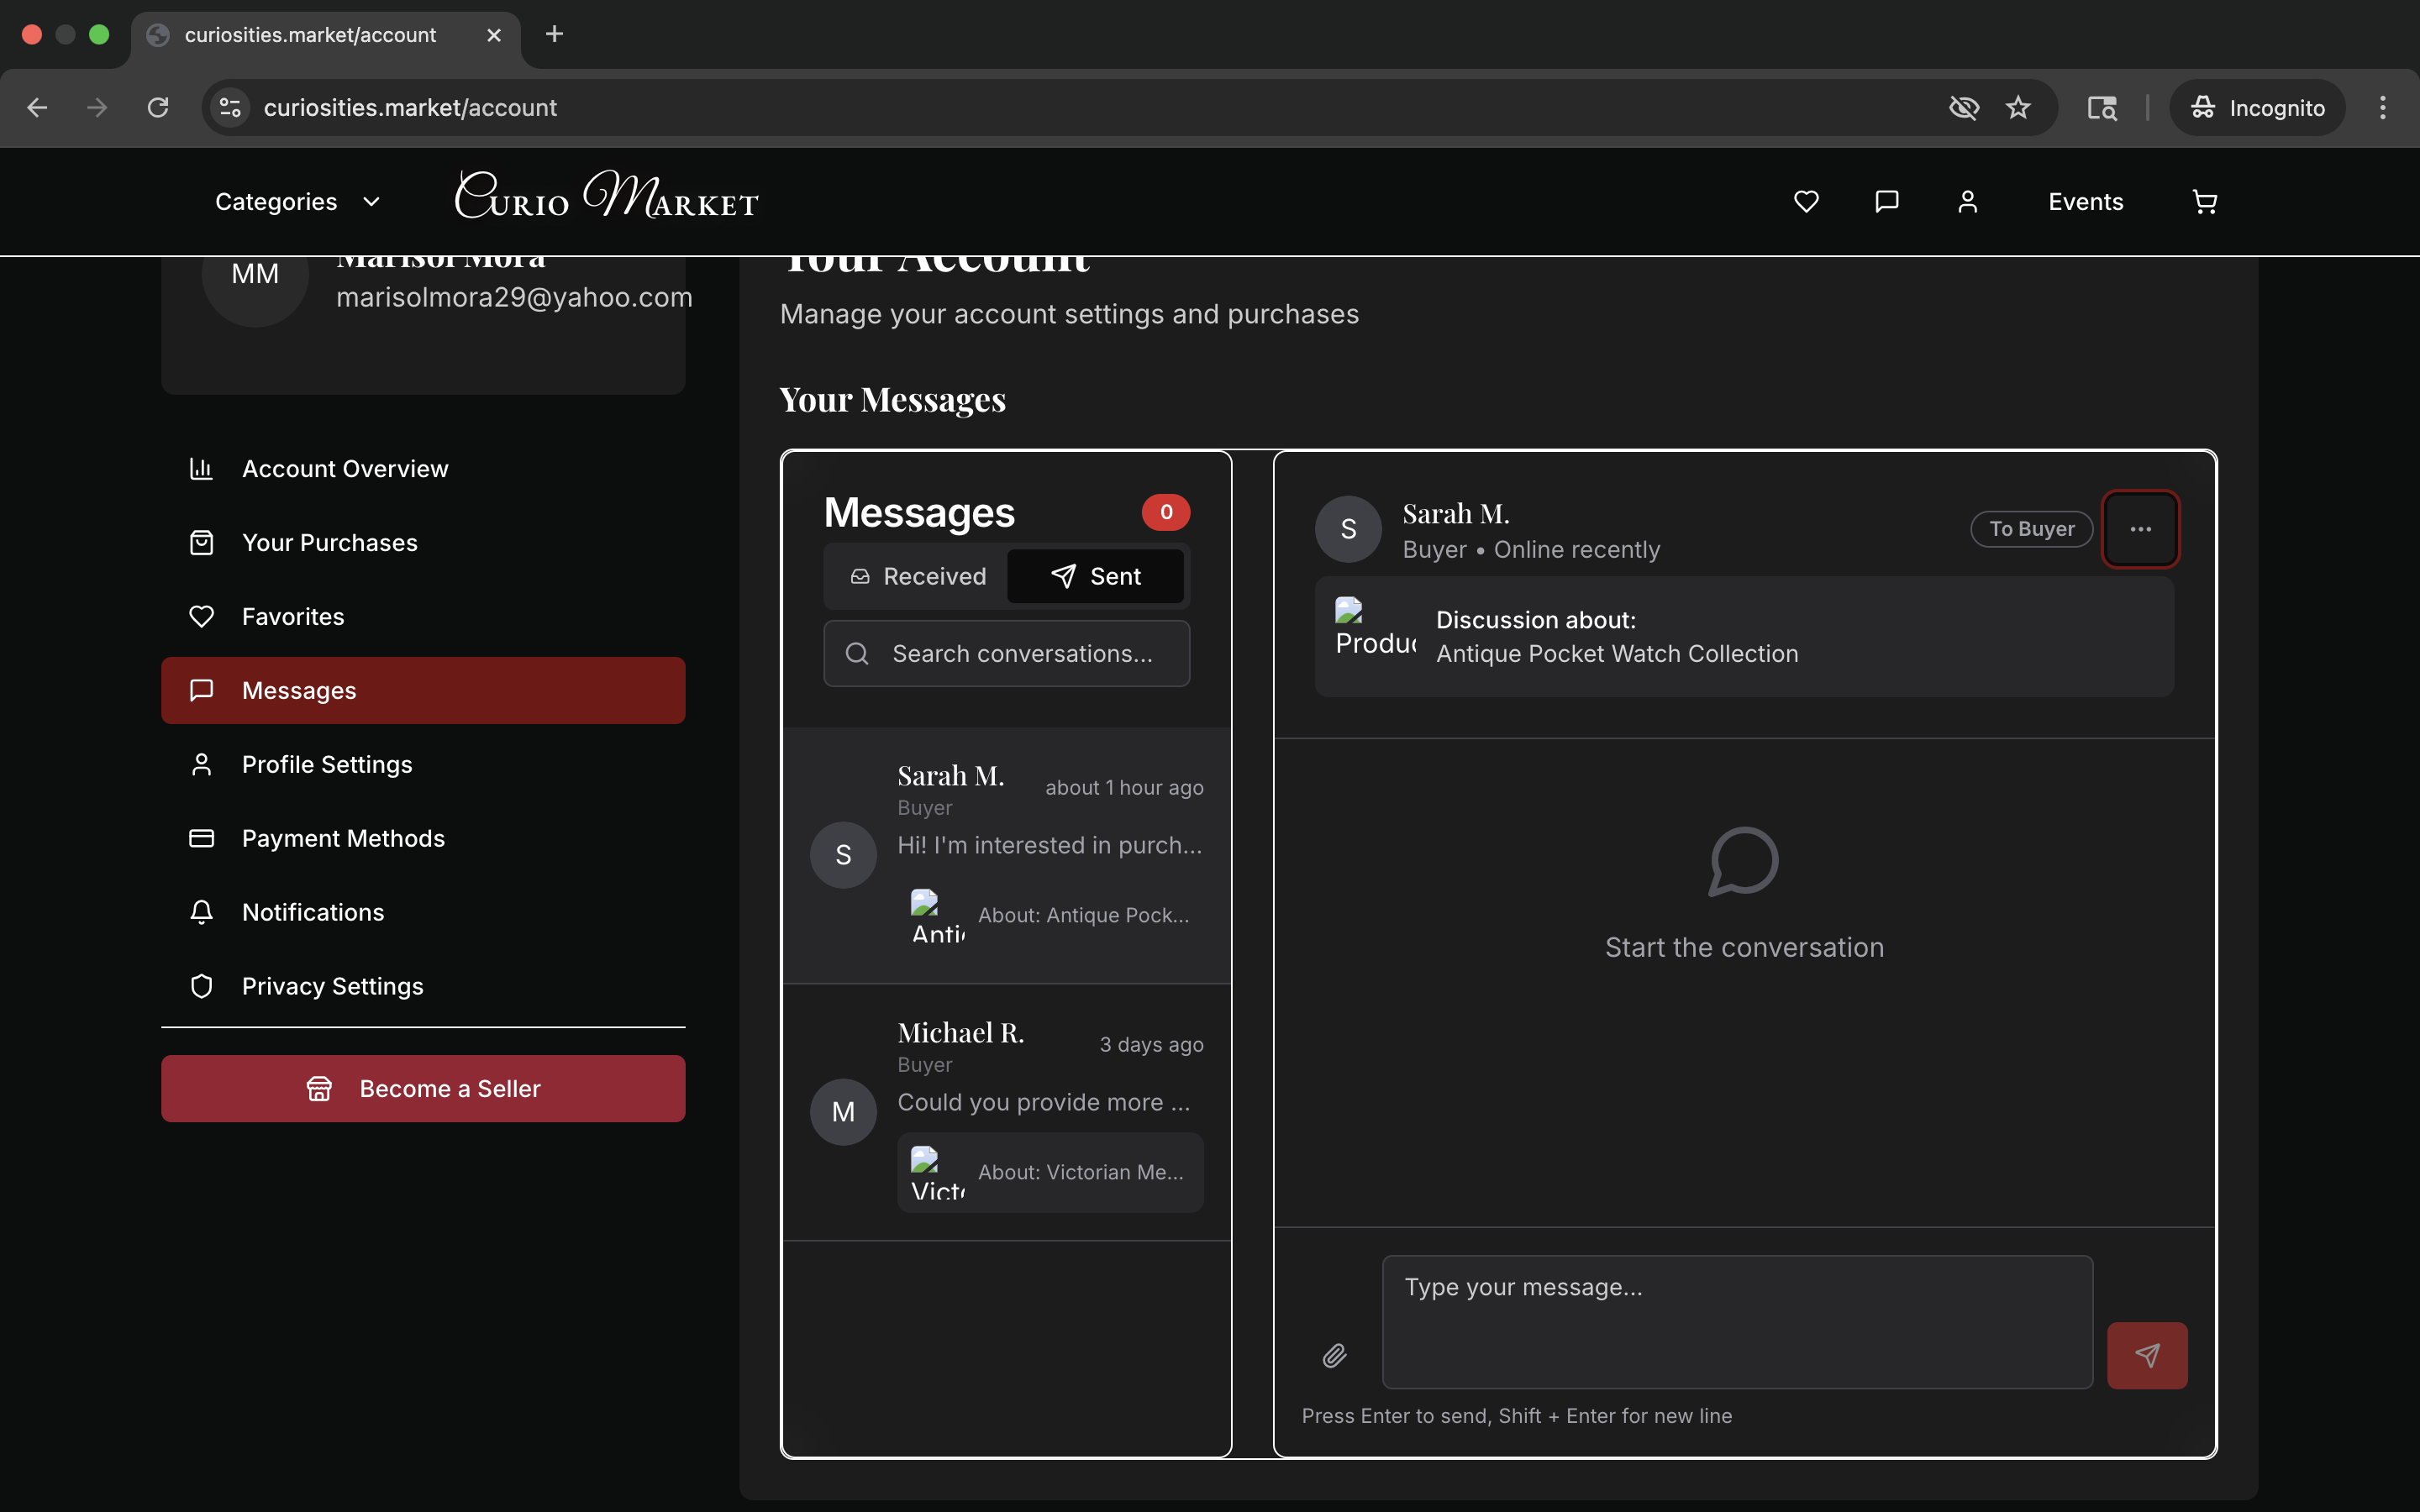 curiosities.market/account
curiosities.market/account
Incognito
Categories
Curio Market
Events
MM
Marisol Mora
marisolmora29@yahoo.com
Account Overview
Your Purchases
Favorites
Messages
Profile Settings
Payment Methods
Notifications
Privacy Settings
Become a Seller
Your Account
Manage your account settings and purchases
Your Messages
Messages
0
Received
Sent
Search conversations...
S
Sarah M.
about 1 hour ago
Buyer
Hi! I'm interested in purch...
Anti
About: Antique Pock...
M
Michael R.
3 days ago
Buyer
Could you provide more ...
Vict
About: Victorian Me...
S
Sarah M.
Buyer • Online recently
To Buyer
Produc
Discussion about:
Antique Pocket Watch Collection
Start the conversation
Type your message...
Press Enter to send, Shift + Enter for new line